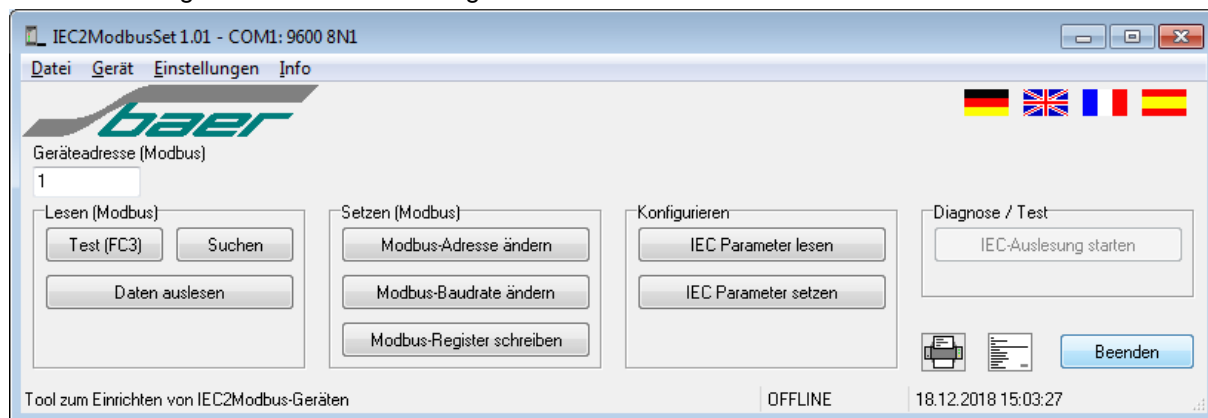 IEC2ModbusSet 1.01 - COM1: 9600 8N1
Datei Gerät Einstellungen Info
baer
Geräteadresse (Modbus)
1
Lesen (Modbus)
Test (FC3) Suchen
Daten auslesen
Setzen (Modbus)
Modbus-Adresse ändern
Modbus-Baudrate ändern
Modbus-Register schreiben
Konfigurieren
IEC Parameter lesen
IEC Parameter setzen
Diagnose / Test
IEC-Auslesung starten
Beenden
Tool zum Einrichten von IEC2Modbus-Geräten OFFLINE 18.12.2018 15:03:27